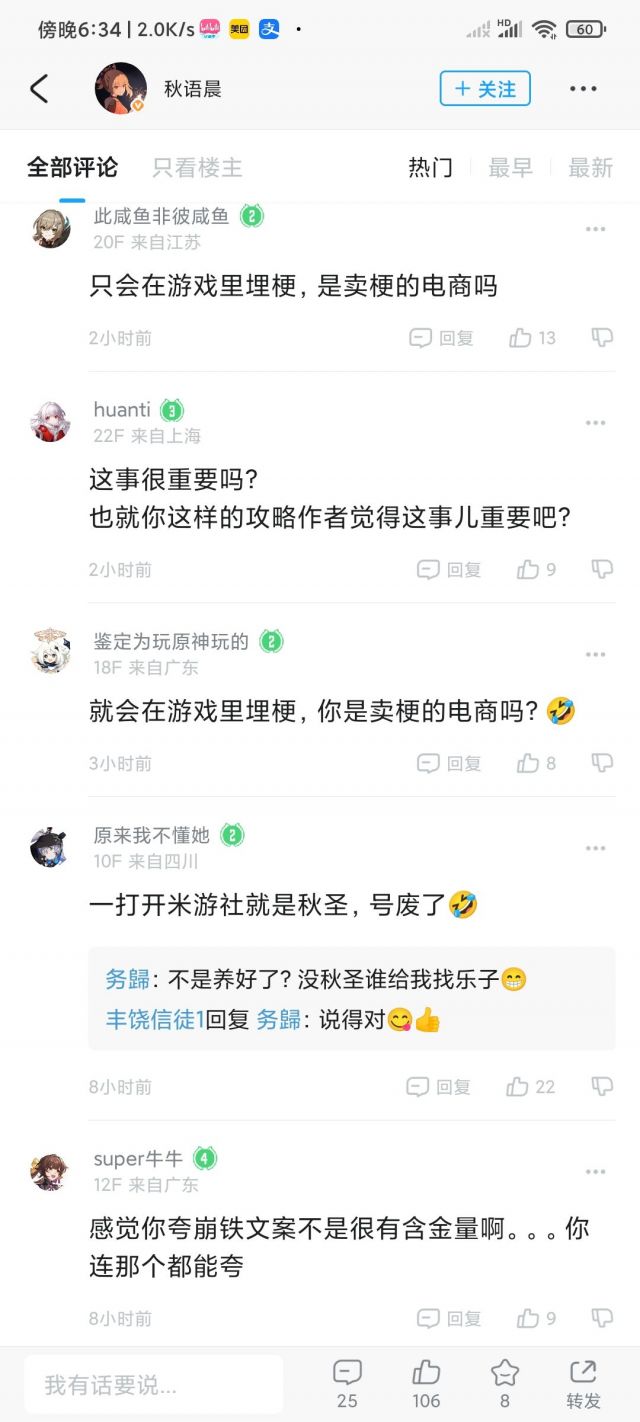 傍晚6:34 | 2.0K/s 美团 支 HD 60
秋语晨
+ 关注
全部评论 只看楼主 热门 最早 最新
此咸鱼非彼咸鱼 2
20F 来自江苏
只会在游戏里埋梗，是卖梗的电商吗
2小时前 回复 13
huanti 3
22F 来自上海
这事很重要吗?
也就你这样的攻略作者觉得这事儿重要吧?
2小时前 回复 9
鉴定为玩原神玩的 2
18F 来自广东
就会在游戏里埋梗，你是卖梗的电商吗?🤣
3小时前 回复 8
原来我不懂她 2
10F 来自四川
一打开米游社就是秋圣，号废了🤣
务歸：不是养好了? 没秋圣谁给我找乐子😁
丰饶信徒1回复 务歸：说得对😋👍
8小时前 回复 22
super牛牛 4
12F 来自广东
感觉你夸崩铁文案不是很有含金量啊。。。你
连那个都能夸
8小时前 回复 9
我有话要说...
25 106 8 转发